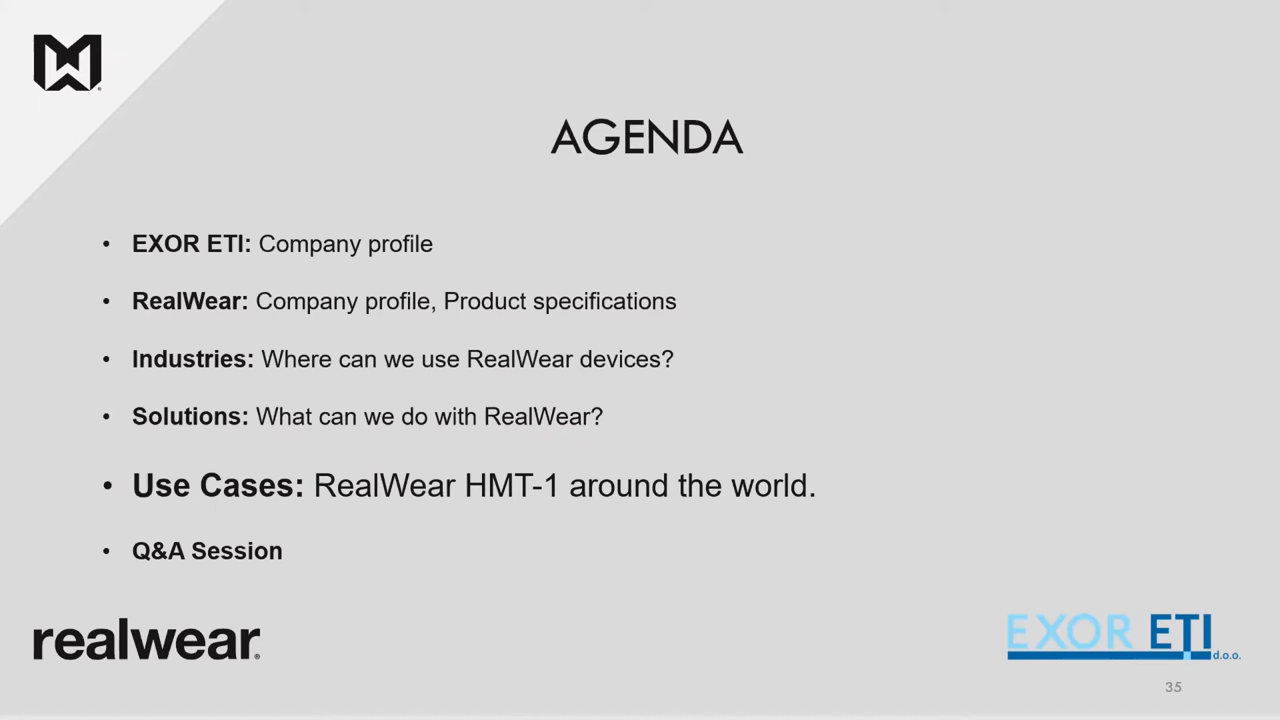 AGENDA
• EXOR ETI: Company profile
• RealWear: Company profile, Product specifications
• Industries: Where can we use RealWear devices?
• Solutions: What can we do with RealWear?
• Use Cases: RealWear HMT-1 around the world.
• Q&A Session
realwear®
EXOR ETI d.o.o.
35